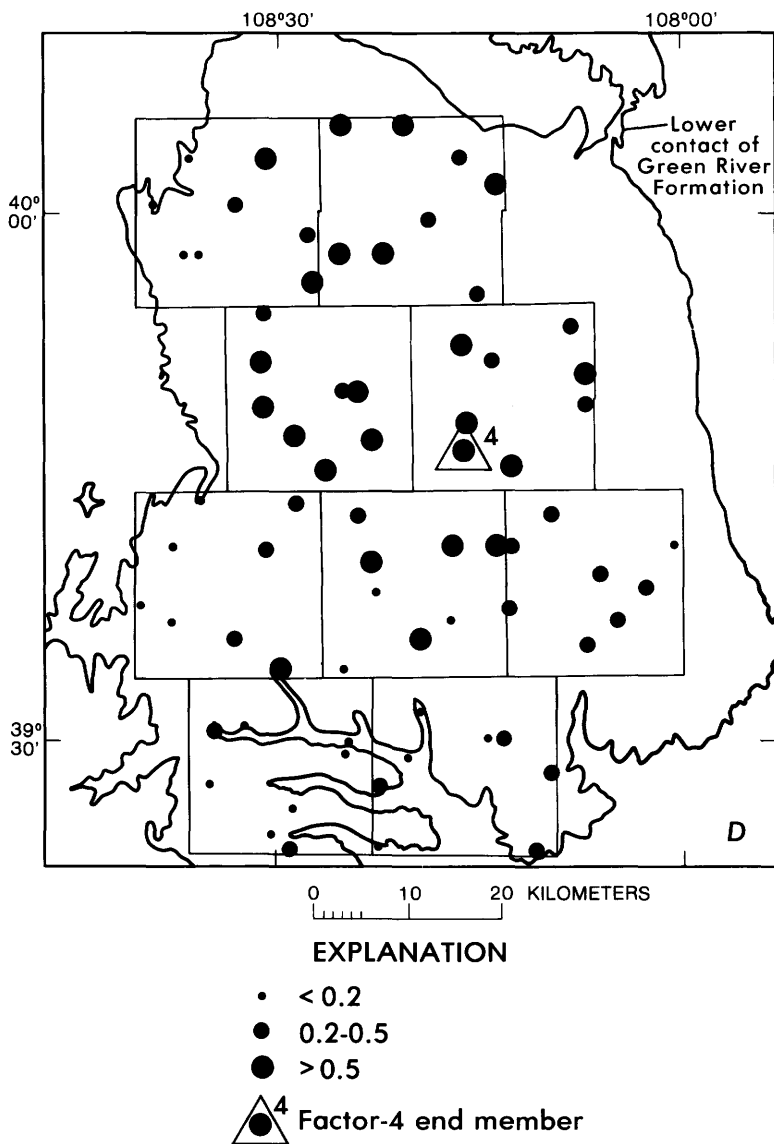 108°30'
108°00'
Lower
contact of
Green River
Formation
40°
00'
4
39°
30'
D
0 10 20 KILOMETERS
EXPLANATION
< 0.2
0.2-0.5
> 0.5
4 Factor-4 end member